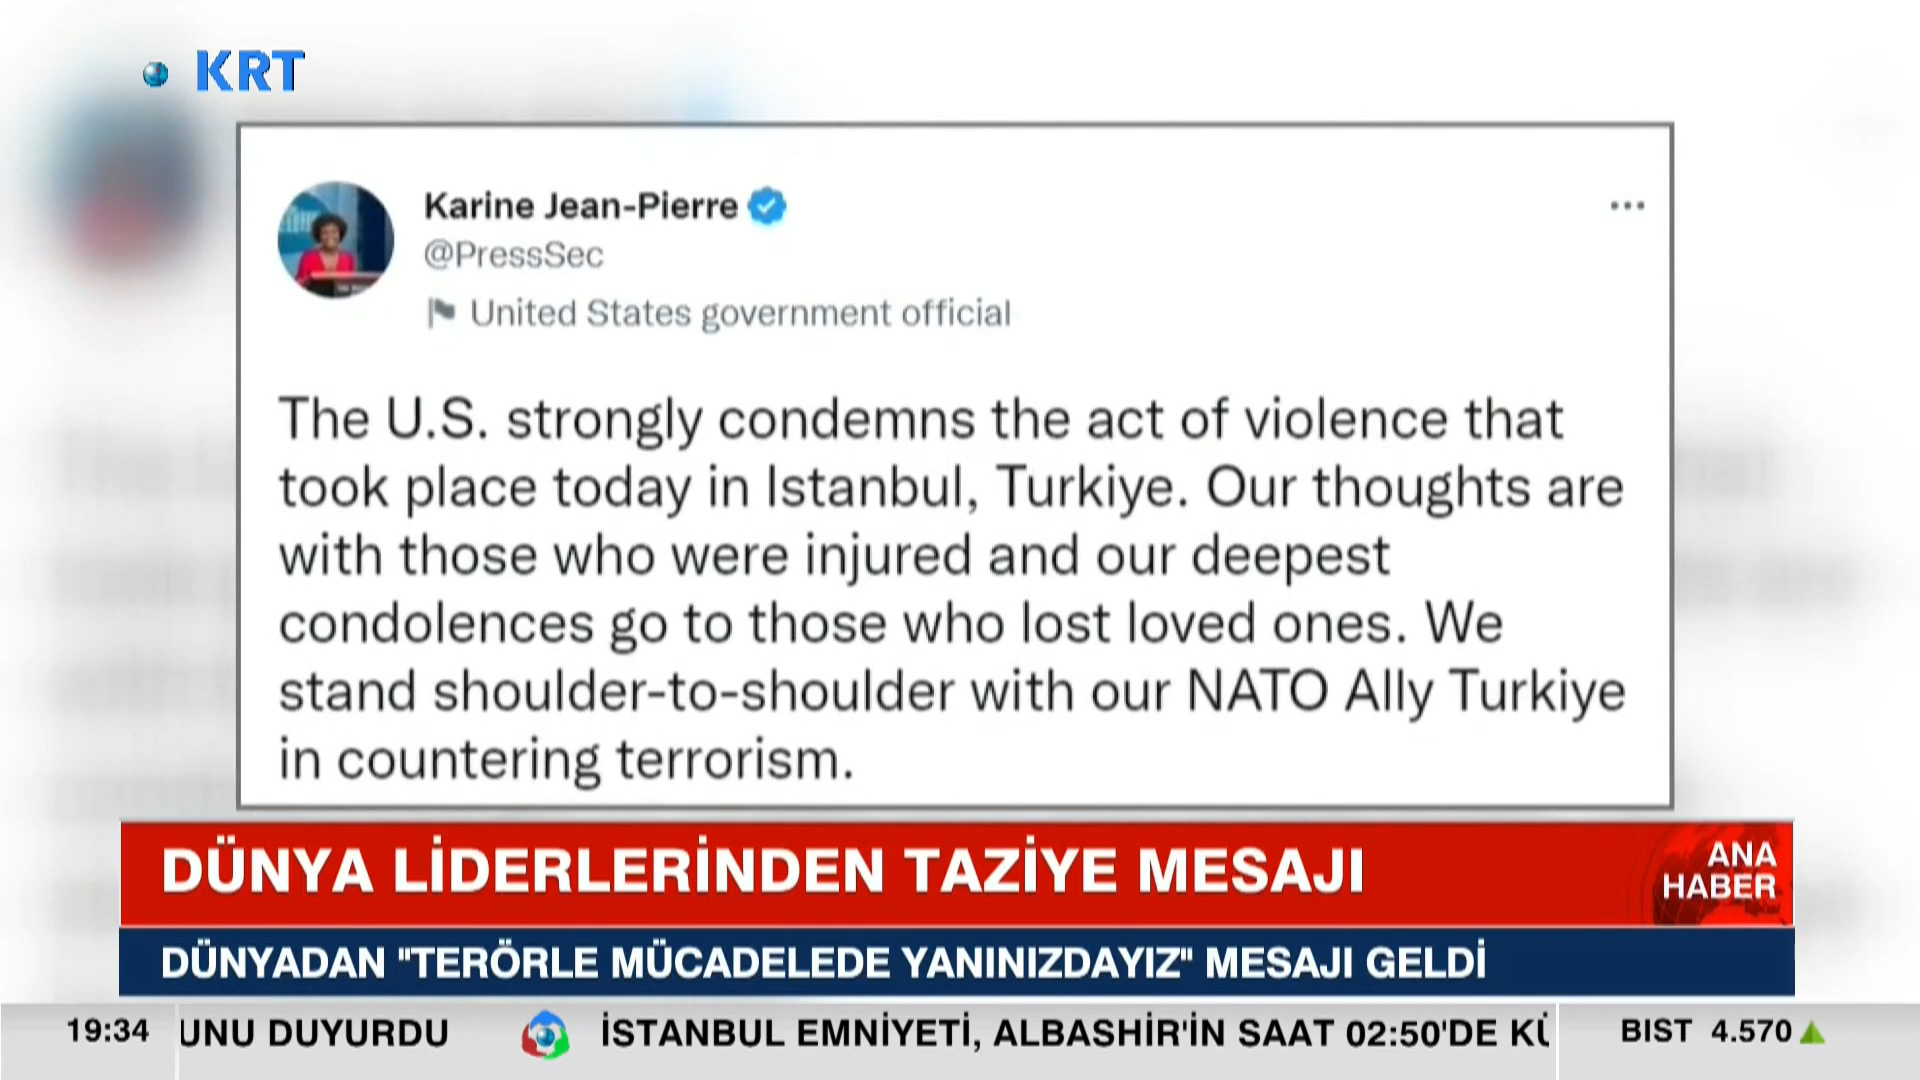 KRT
Karine Jean-Pierre
@PressSec
United States government official
The U.S. strongly condemns the act of violence that
took place today in Istanbul, Turkiye. Our thoughts are
with those who were injured and our deepest
condolences go to those who lost loved ones. We
stand shoulder-to-shoulder with our NATO Ally Turkiye
in countering terrorism.
DÜNYA LİDERLERİNDEN TAZİYE MESAJI
ANA
HABER
DÜNYADAN "TERÖRLE MÜCADELEDE YANINIZDAYIZ" MESAJI GELDİ
19:34 UNU DUYURDU İSTANBUL EMNİYETİ, ALBASHİR'İN SAAT 02:50'DE KÜ BIST 4.570